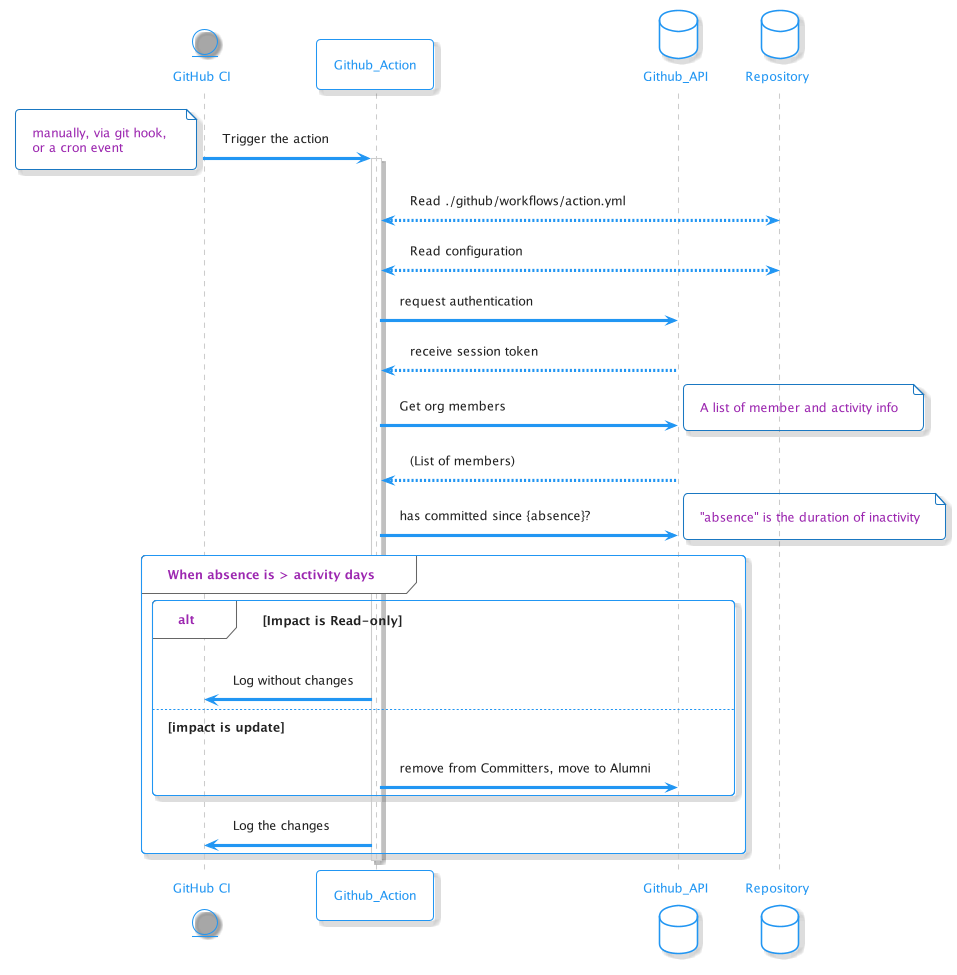 GitHub CI
Github_Action
Github_API
Repository
manually, via git hook,
or a cron event
Trigger the action
Read ./github/workflows/action.yml
Read configuration
request authentication
receive session token
Get org members
A list of member and activity info
(List of members)
has committed since {absence}?
"absence" is the duration of inactivity
When absence is > activity days
alt
[Impact is Read-only]
Log without changes
[impact is update]
remove from Committers, move to Alumni
Log the changes
GitHub CI
Github_Action
Github_API
Repository